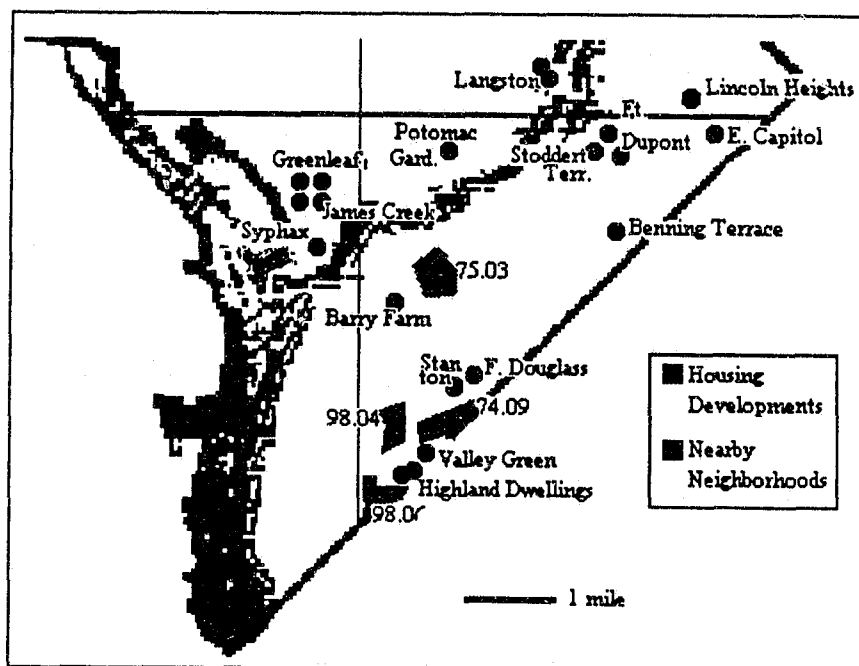 Langston
Lincoln Heights
Ft.
Dupont
E. Capitol
Potomac
Gard.
Stoddert
Terr.
Greenleaf
James Creek
Syphax
Benning Terrace
75.03
Barry Farm
Stan
ton
F. Douglass
74.09
98.04
Valley Green
Highland Dwellings
98.06
Housing
Developments
Nearby
Neighborhoods
1 mile